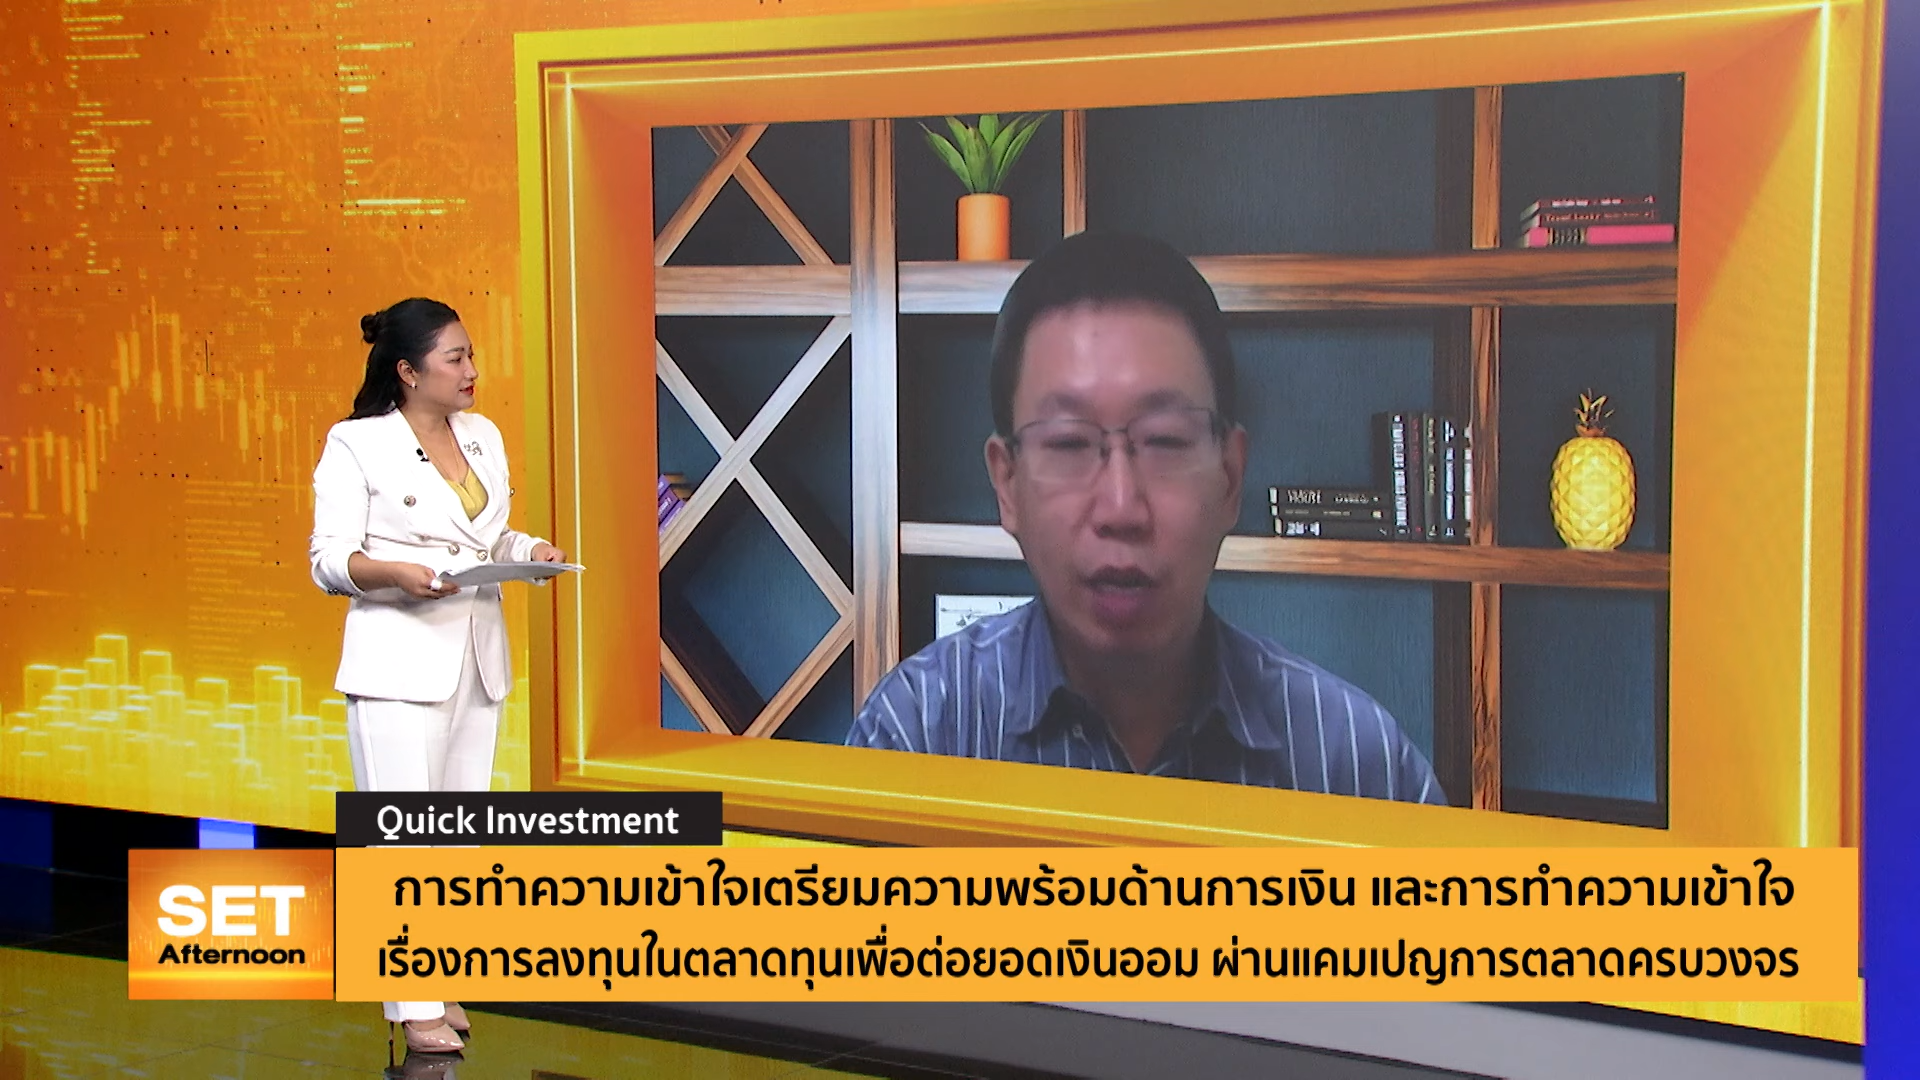 Quick Investment
SET
Afternoon
การทำความเข้าใจเตรียมความพร้อมด้านการเงิน และการทำความเข้าใจ
เรื่องการลงทุนในตลาดทุนเพื่อต่อยอดเงินออม ผ่านแคมเปญการตลาดครบวงจร